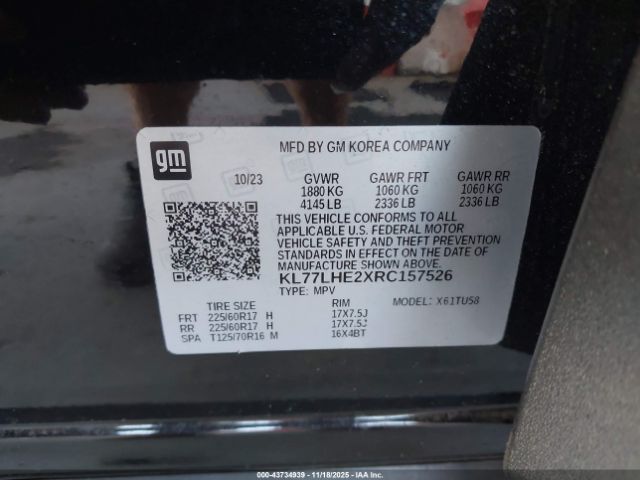 gm
MFD BY GM KOREA COMPANY
10/23 GVWR GAWR FRT GAWR RR
1880 KG 1060 KG 1060 KG
4145 LB 2336 LB 2336 LB
THIS VEHICLE CONFORMS TO ALL
APPLICABLE U.S. FEDERAL MOTOR
VEHICLE SAFETY AND THEFT PREVENTION
STANDARDS IN EFFECT ON THE DATE OF
MANUFACTURE SHOWN ABOVE.
KL77LHE2XRC157526
TYPE: MPV
TIRE SIZE RIM MODEL: X61TU58
FRT 225/60R17 H 17X7.5J
RR 225/60R17 H 17X7.5J
SPA T125/70R16 M 16X4BT
000-43734939 - 11/18/2025 - IAAI.COM